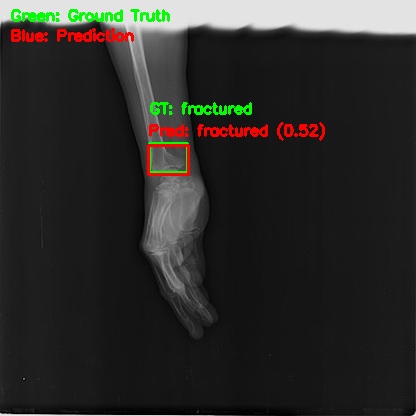 Green: Ground Truth
Blue: Prediction
GT: fractured
Pred: fractured (0.52)